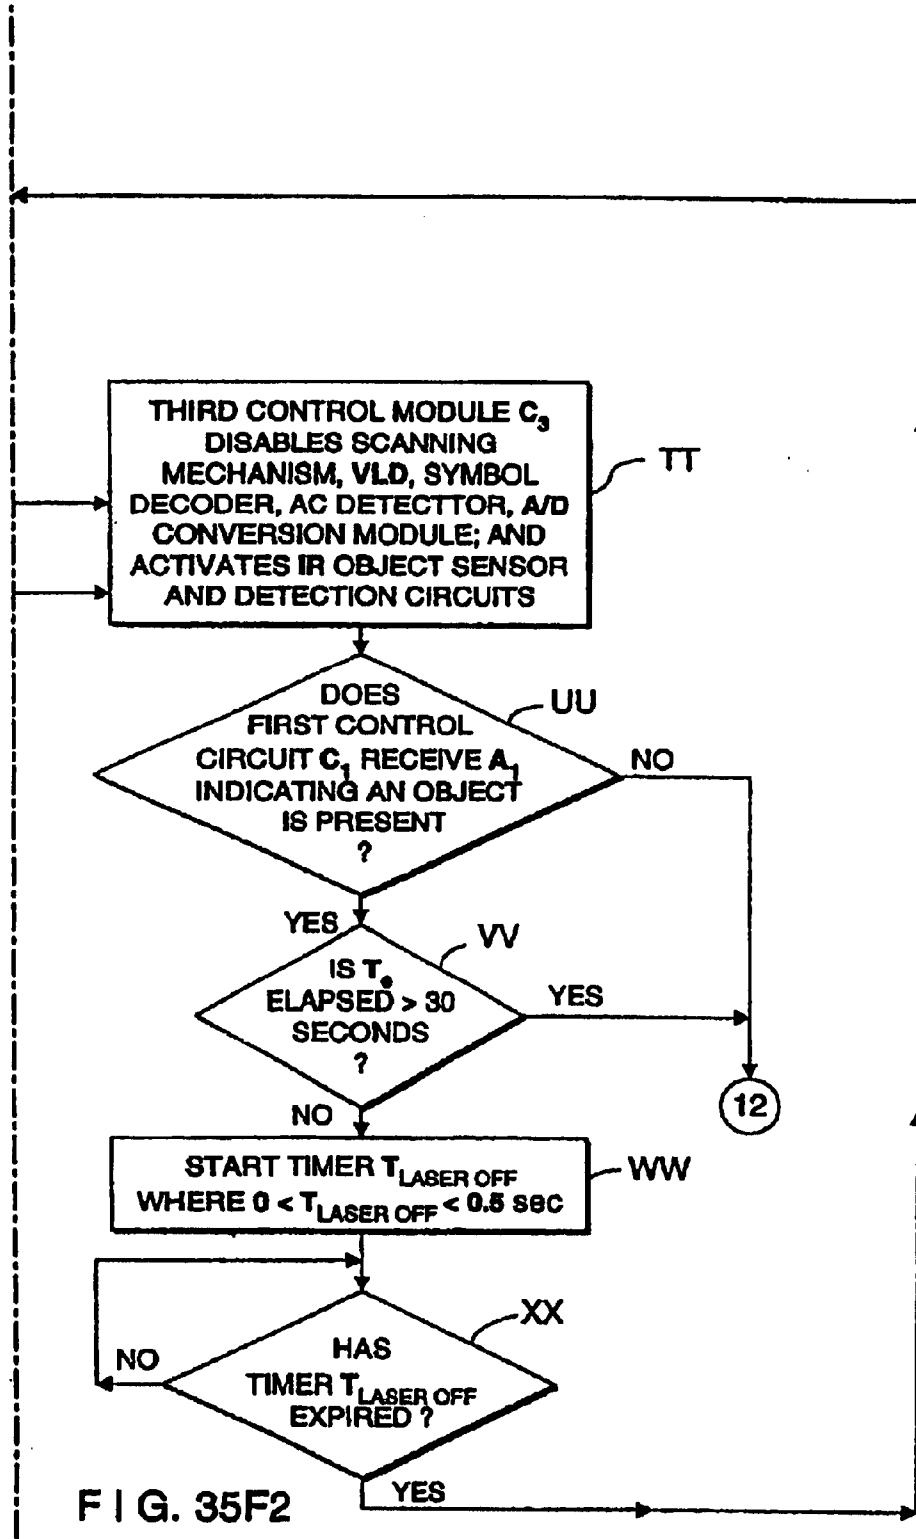 THIRD CONTROL MODULE C3
DISABLES SCANNING
MECHANISM, VLD, SYMBOL
DECODER, AC DETECTTOR, A/D
CONVERSION MODULE; AND
ACTIVATES IR OBJECT SENSOR
AND DETECTION CIRCUITS
TT
DOES
FIRST CONTROL
CIRCUIT C1 RECEIVE A1
INDICATING AN OBJECT
IS PRESENT
?
UU
NO
YES
IS Te
ELAPSED > 30
SECONDS
?
VV
YES
12
NO
START TIMER TLASER OFF
WHERE 0 < TLASER OFF < 0.5 sec
WW
HAS
TIMER TLASER OFF
EXPIRED ?
XX
NO
YES
FIG. 35F2